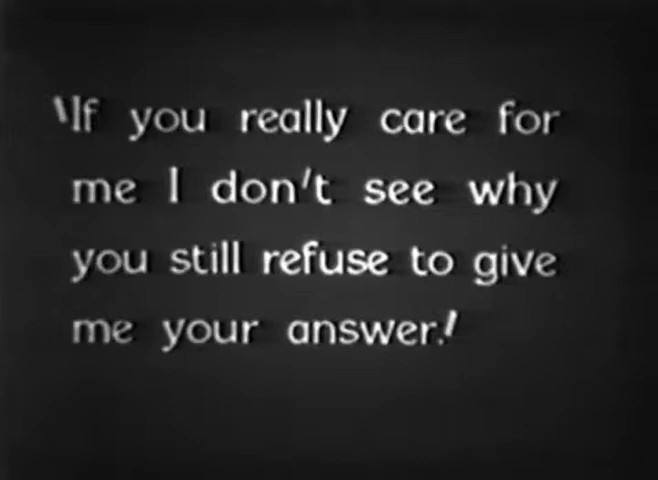 "If you really care for
me I don't see why
you still refuse to give
me your answer."